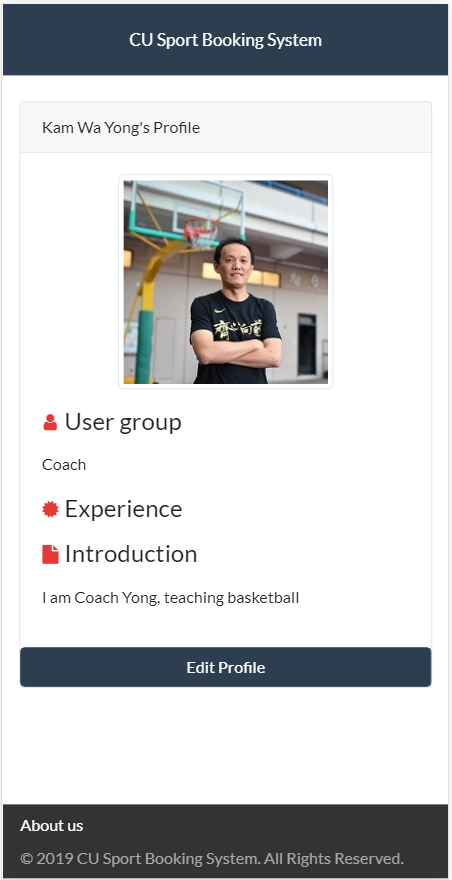 CU Sport Booking System
Kam Wa Yong's Profile
User group
Coach
Experience
Introduction
I am Coach Yong, teaching basketball
Edit Profile
About us
© 2019 CU Sport Booking System. All Rights Reserved.